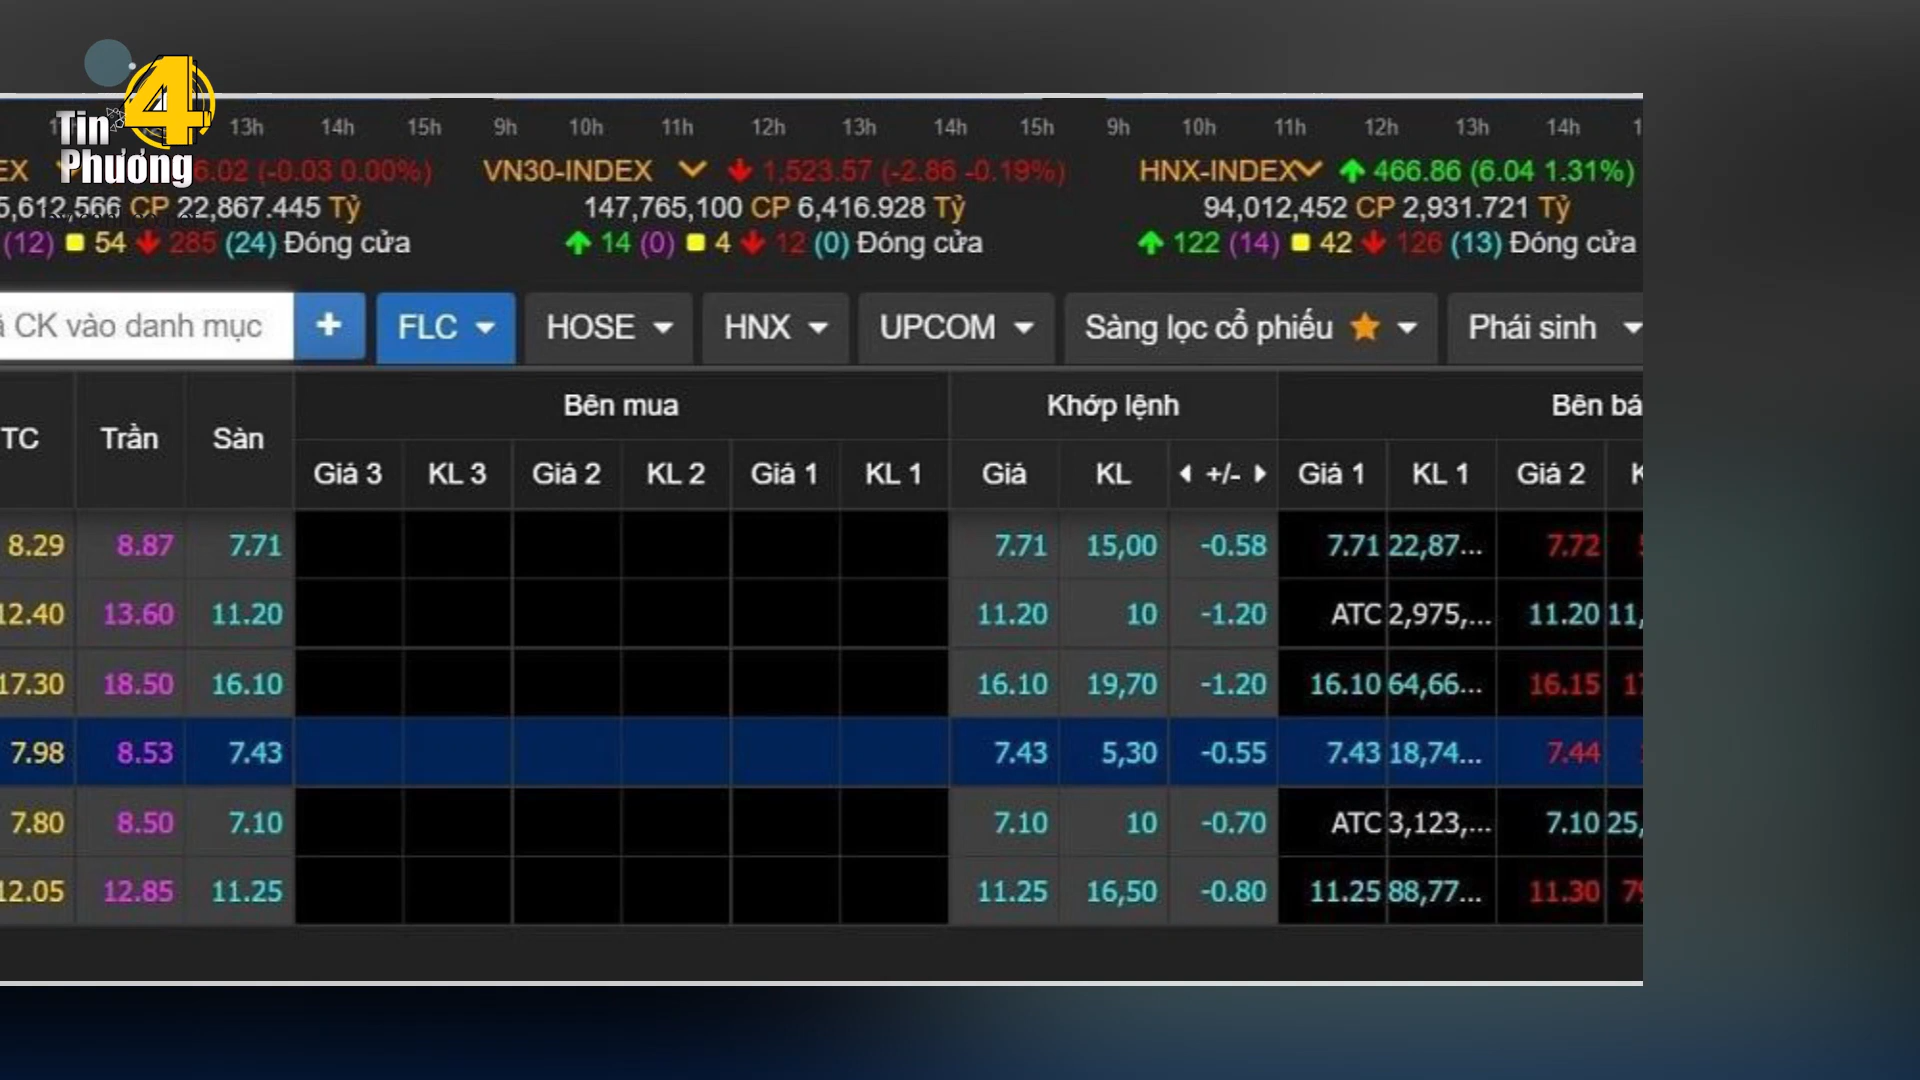 Tin 4
Phương
13h 14h 15h 9h 10h 11h 12h 13h 14h 15h 9h 10h 11h 12h 13h 14h 1
EX 6.02 (-0.03 0.00%) VN30-INDEX 1,523.57 (-2.86 -0.19%) HNX-INDEX 466.86 (6.04 1.31%)
5,612,566 CP 22,867.445 Tỷ 147,765,100 CP 6,416.928 Tỷ 94,012,452 CP 2,931.721 Tỷ
(12) 54 285 (24) Đóng cửa 14 (0) 4 12 (0) Đóng cửa 122 (14) 42 126 (13) Đóng cửa
CK vào danh mục + FLC HOSE HNX UPCOM Sàng lọc cổ phiếu Phái sinh
TC Trần Sàn Bên mua Khớp lệnh Bên bá
Giá 3 KL 3 Giá 2 KL 2 Giá 1 KL 1 Giá KL +/- Giá 1 KL 1 Giá 2 K
8.29 8.87 7.71 7.71 15,00 -0.58 7.71 22,87... 7.72
12.40 13.60 11.20 11.20 10 -1.20 ATC 2,975,... 11.20 11,
17.30 18.50 16.10 16.10 19,70 -1.20 16.10 64,66... 16.15 17
7.98 8.53 7.43 7.43 5,30 -0.55 7.43 18,74... 7.44
7.80 8.50 7.10 7.10 10 -0.70 ATC 3,123,... 7.10 25,
12.05 12.85 11.25 11.25 16,50 -0.80 11.25 88,77... 11.30 79